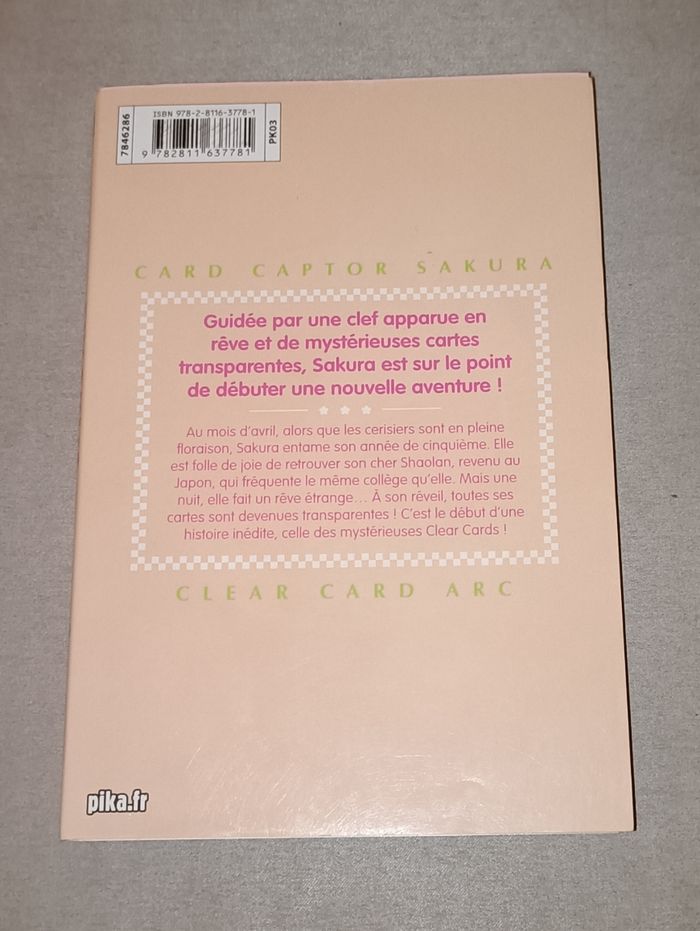 7846286
ISBN 978-2-8116-3778-1
9 782811 637781
PK03
CARD CAPTOR SAKURA
Guidée par une clef apparue en
rêve et de mystérieuses cartes
transparentes, Sakura est sur le point
de débuter une nouvelle aventure !
Au mois d'avril, alors que les cerisiers sont en pleine
floraison, Sakura entame son année de cinquième. Elle
est folle de joie de retrouver son cher Shaolan, revenu au
Japon, qui fréquente le même collège qu'elle. Mais une
nuit, elle fait un rêve étrange... À son réveil, toutes ses
cartes sont devenues transparentes ! C'est le début d'une
histoire inédite, celle des mystérieuses Clear Cards !
CLEAR CARD ARC
pika.fr